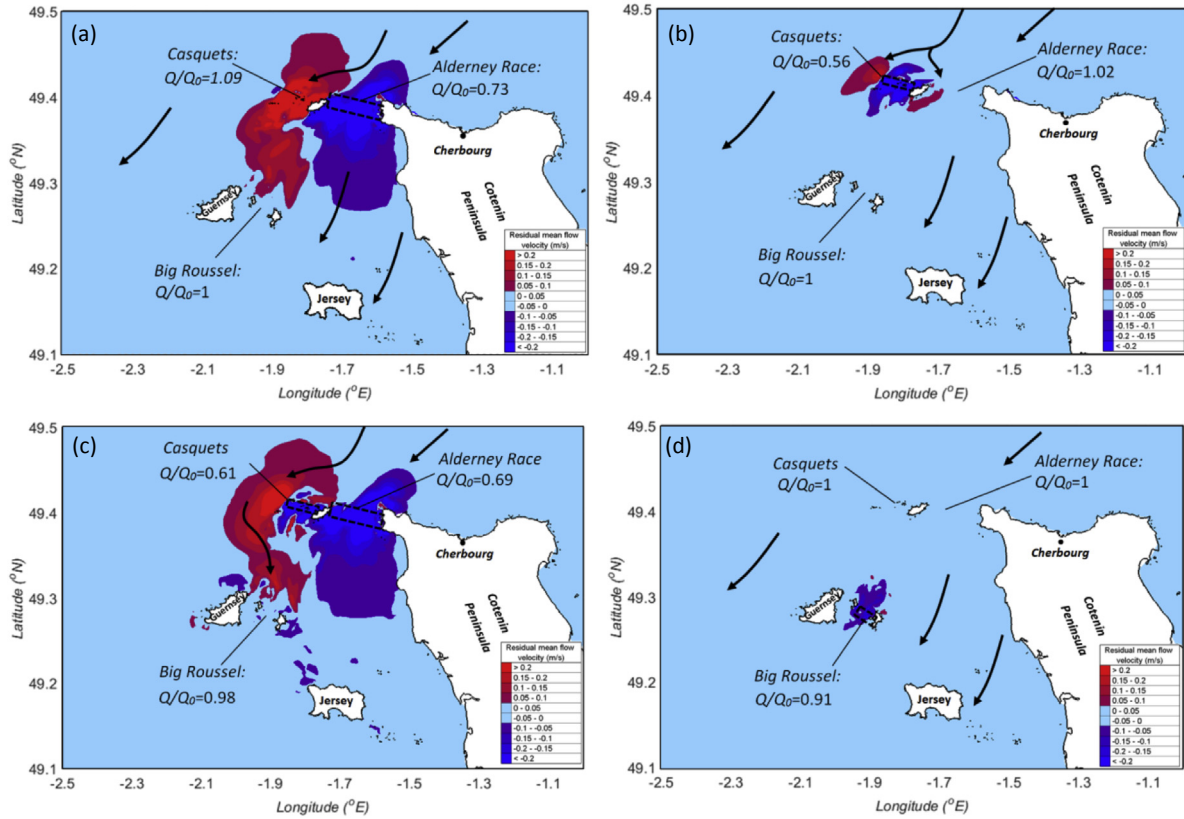 (a)
Casquets:
Q/Q₀=1.09
Alderney Race:
Q/Q₀=0.73
Cherbourg
Cotenin
Peninsula
Guernsey
Big Roussel:
Q/Q₀=1
Jersey
Residual mean flow
velocity (m/s)
> 0.2
0.15 - 0.2
0.1 - 0.15
0.05 - 0.1
0 - 0.05
-0.05 - 0
-0.1 - -0.05
-0.15 - -0.1
-0.2 - -0.15
< -0.2
49.5
49.4
49.3
49.2
49.1
Latitude (°N)
-2.5 -2.3 -2.1 -1.9 -1.7 -1.5 -1.3 -1.1
Longitude (°E)
(b)
Casquets:
Q/Q₀=0.56
Alderney Race:
Q/Q₀=1.02
Cherbourg
Cotenin
Peninsula
Guernsey
Big Roussel:
Q/Q₀=1
Jersey
Residual mean flow
velocity (m/s)
> 0.2
0.15 - 0.2
0.1 - 0.15
0.05 - 0.1
0 - 0.05
-0.05 - 0
-0.1 - -0.05
-0.15 - -0.1
-0.2 - -0.15
< -0.2
49.5
49.4
49.3
49.2
49.1
Latitude (°N)
-2.5 -2.3 -2.1 -1.9 -1.7 -1.5 -1.3 -1.1
Longitude (°E)
(c)
Casquets
Q/Q₀=0.61
Alderney Race
Q/Q₀=0.69
Cherbourg
Cotenin
Peninsula
Guernsey
Big Roussel:
Q/Q₀=0.98
Jersey
Residual mean flow
velocity (m/s)
> 0.2
0.15 - 0.2
0.1 - 0.15
0.05 - 0.1
0 - 0.05
-0.05 - 0
-0.1 - -0.05
-0.15 - -0.1
-0.2 - -0.15
< -0.2
49.5
49.4
49.3
49.2
49.1
Latitude (°N)
-2.5 -2.3 -2.1 -1.9 -1.7 -1.5 -1.3 -1.1
Longitude (°E)
(d)
Casquets:
Q/Q₀=1
Alderney Race:
Q/Q₀=1
Cherbourg
Cotenin
Peninsula
Guernsey
Big Roussel:
Q/Q₀=0.91
Jersey
Residual mean flow
velocity (m/s)
> 0.2
0.15 - 0.2
0.1 - 0.15
0.05 - 0.1
0 - 0.05
-0.05 - 0
-0.1 - -0.05
-0.15 - -0.1
-0.2 - -0.15
< -0.2
49.5
49.4
49.3
49.2
49.1
Latitude (°N)
-2.5 -2.3 -2.1 -1.9 -1.7 -1.5 -1.3 -1.1
Longitude (°E)